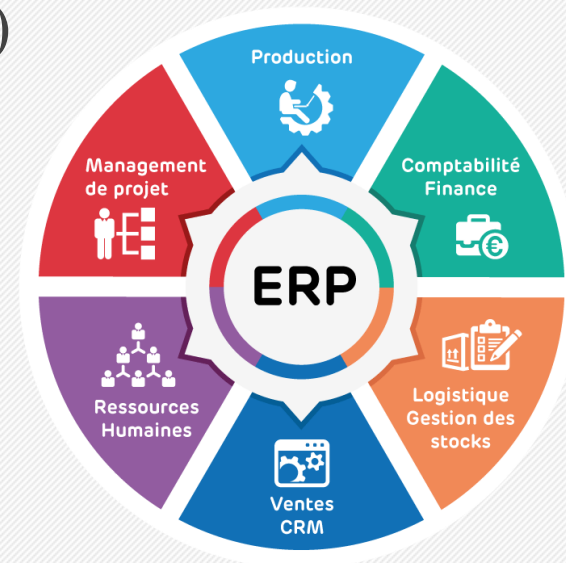 )
Production
Management
de projet
Comptabilité
Finance
ERP
Ressources
Humaines
Logistique
Gestion des
stocks
Ventes
CRM